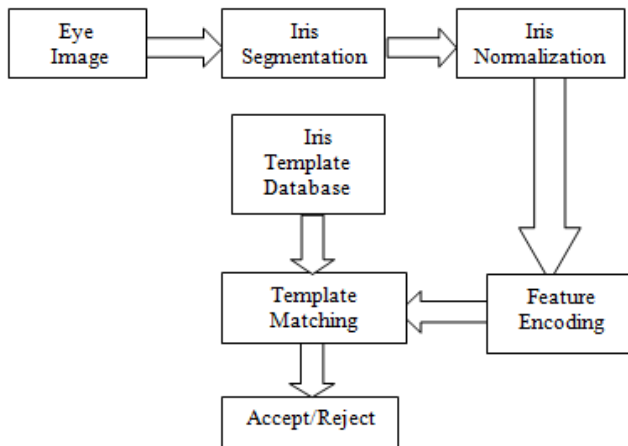 Eye
Image
Iris
Segmentation
Iris
Normalization
Iris
Template
Database
Template
Matching
Feature
Encoding
Accept/Reject